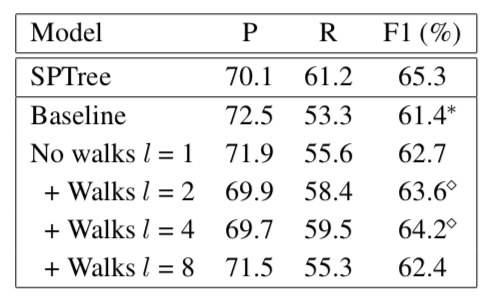 Model P R F1 (%)
SPTree 70.1 61.2 65.3
Baseline 72.5 53.3 61.4*
No walks l = 1 71.9 55.6 62.7
+ Walks l = 2 69.9 58.4 63.6⋄
+ Walks l = 4 69.7 59.5 64.2⋄
+ Walks l = 8 71.5 55.3 62.4